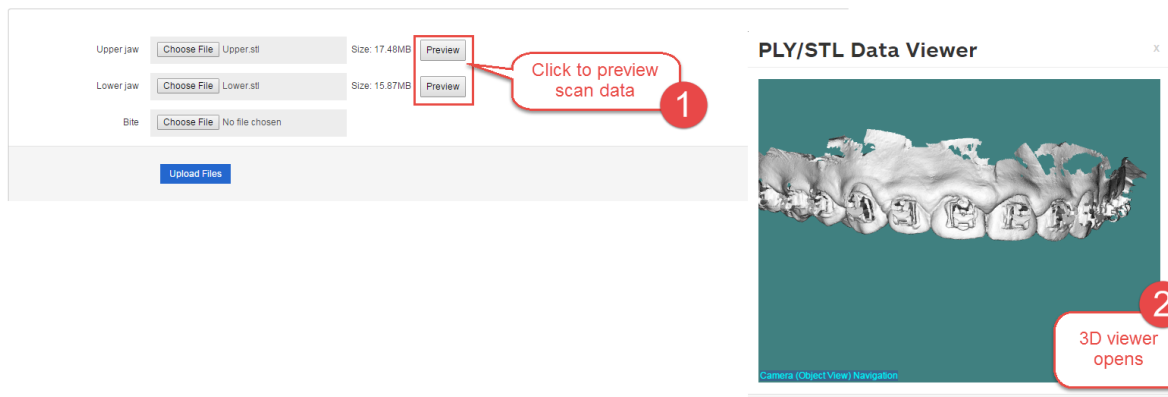 Upper jaw Choose File Upper.stl Size: 17.48MB Preview
Lower jaw Choose File Lower.stl Size: 15.87MB Preview
Bite Choose File No file chosen
Upload Files
Click to preview
scan data
1
PLY/STL Data Viewer x
Camera (Object View) Navigation
2
3D viewer
opens